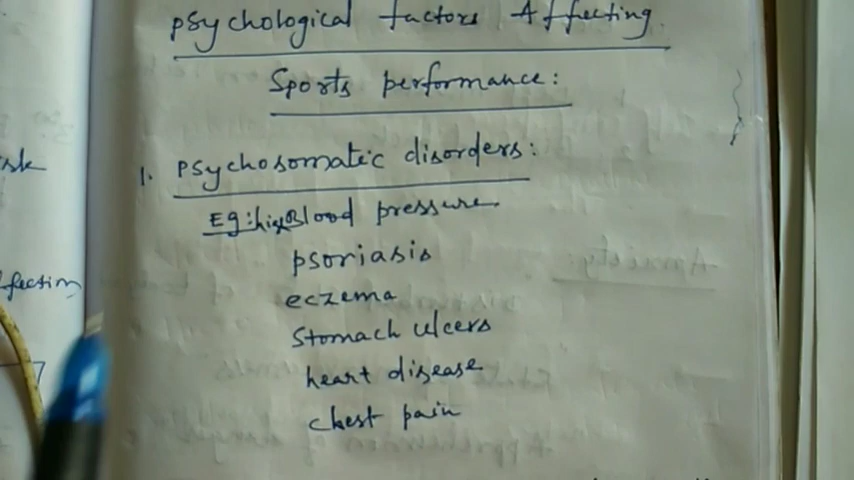 psychological factors Affecting
Sports performance:
1. psychosomatic disorders:
Eg: high Blood pressure.
psoriasis
eczema
Stomach ulcers
heart disease
chest pain